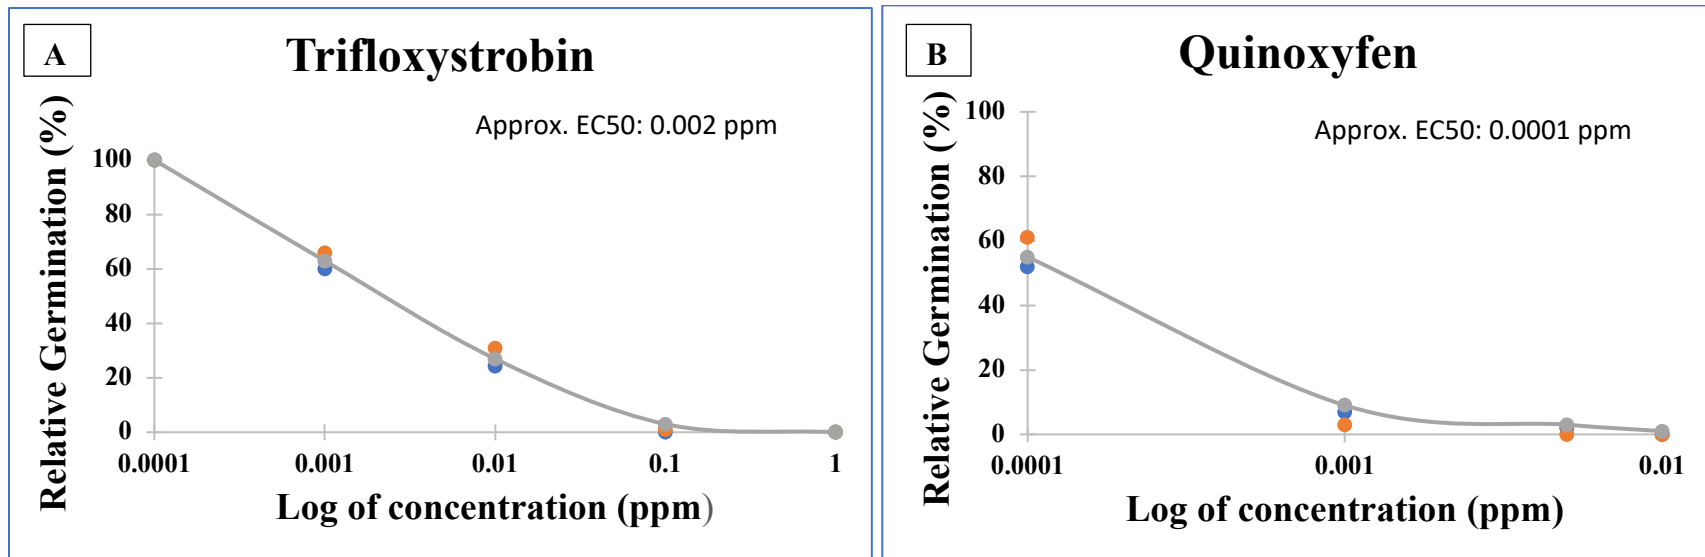 A
Trifloxystrobin
Approx. EC50: 0.002 ppm
Relative Germination (%)
100
80
60
40
20
0
0.0001 0.001 0.01 0.1 1
Log of concentration (ppm)
B
Quinoxyfen
Approx. EC50: 0.0001 ppm
Relative Germination (%)
100
80
60
40
20
0
0.0001 0.001 0.01
Log of concentration (ppm)